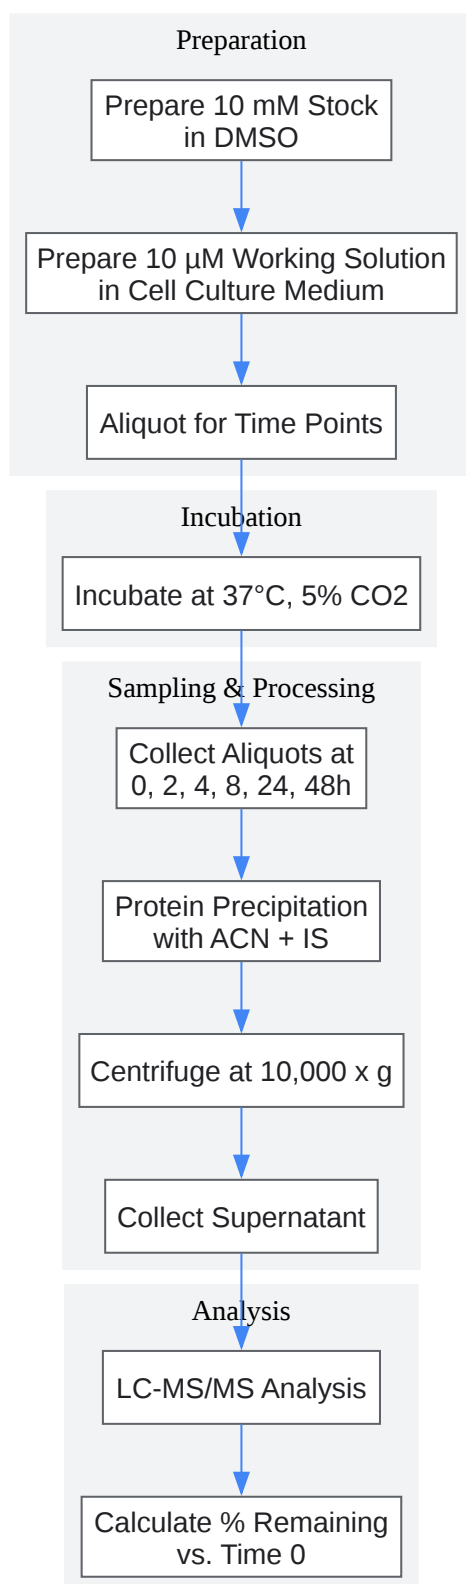 Preparation
Prepare 10 mM Stock
in DMSO
Prepare 10 µM Working Solution
in Cell Culture Medium
Aliquot for Time Points
Incubation
Incubate at 37°C, 5% CO2
Sampling & Processing
Collect Aliquots at
0, 2, 4, 8, 24, 48h
Protein Precipitation
with ACN + IS
Centrifuge at 10,000 x g
Collect Supernatant
Analysis
LC-MS/MS Analysis
Calculate % Remaining
vs. Time 0